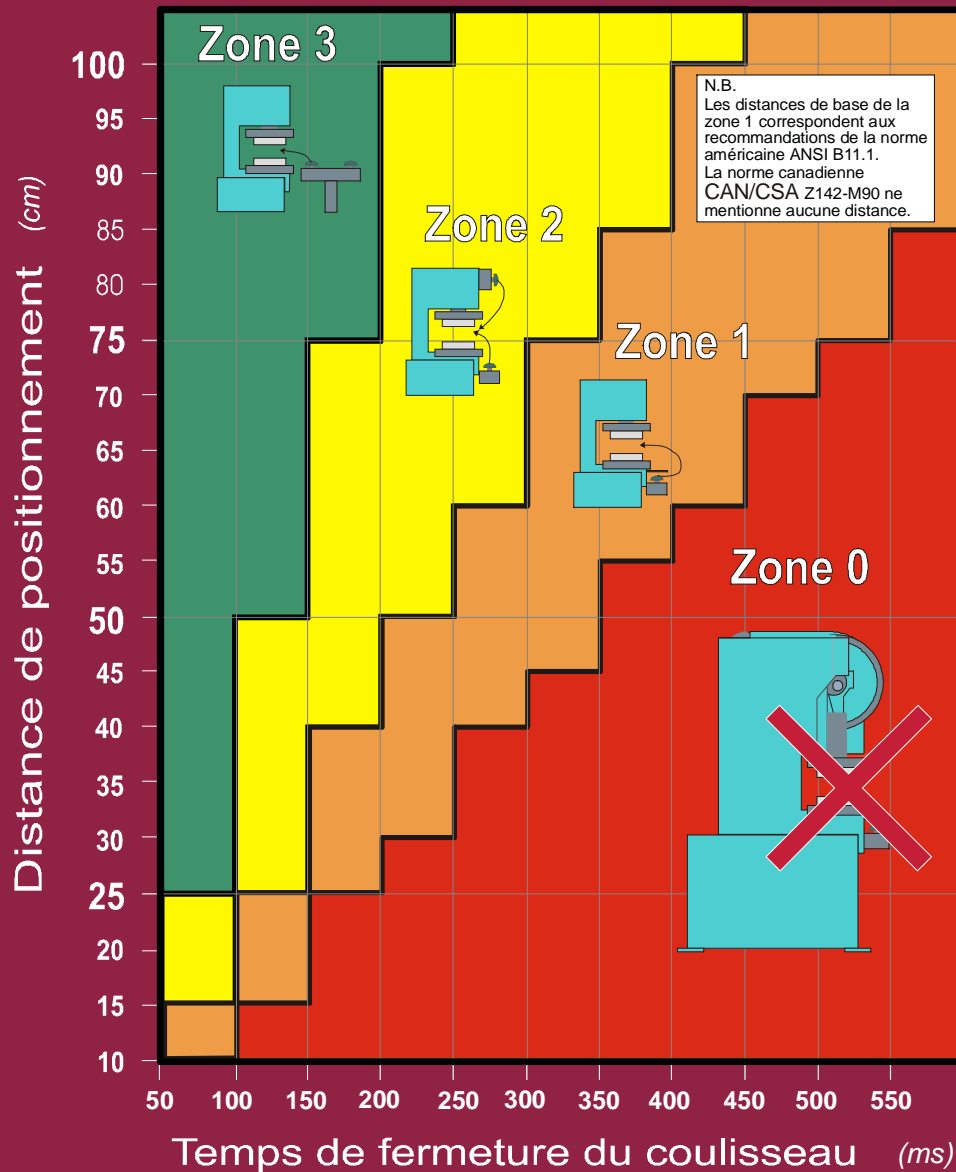 Zone 3
100
95
90
85
80
75
70
65
60
55
50
45
40
35
30
25
20
15
10
Distance de positionnement (cm)
N.B.
Les distances de base de la
zone 1 correspondent aux
recommandations de la norme
américaine ANSI B11.1.
La norme canadienne
CAN/CSA Z142-M90 ne
mentionne aucune distance.
Zone 2
Zone 1
Zone 0
50 100 150 200 250 300 350 400 450 500 550
Temps de fermeture du coulisseau (ms)